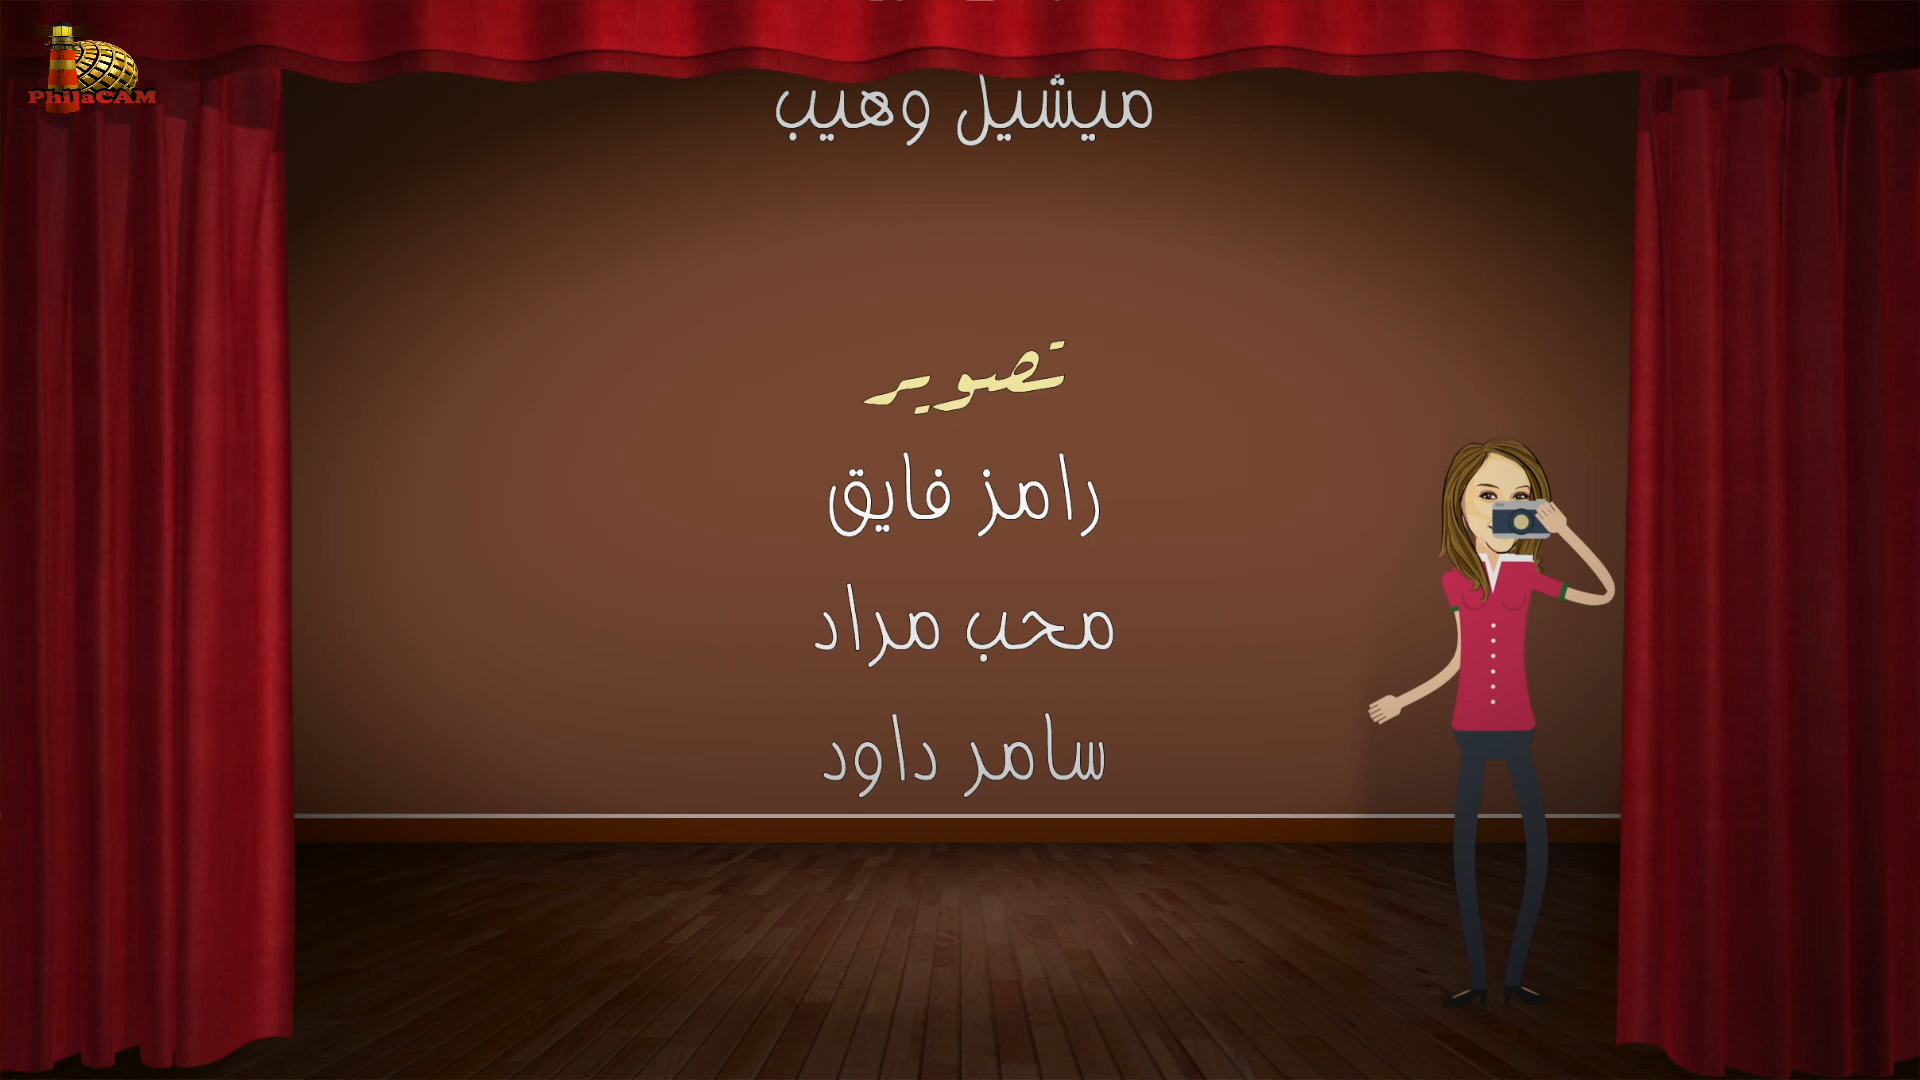 PhilaCAM
ميشيل وهيب
تصوير
رامز فايق
محب مراد
سامر داود